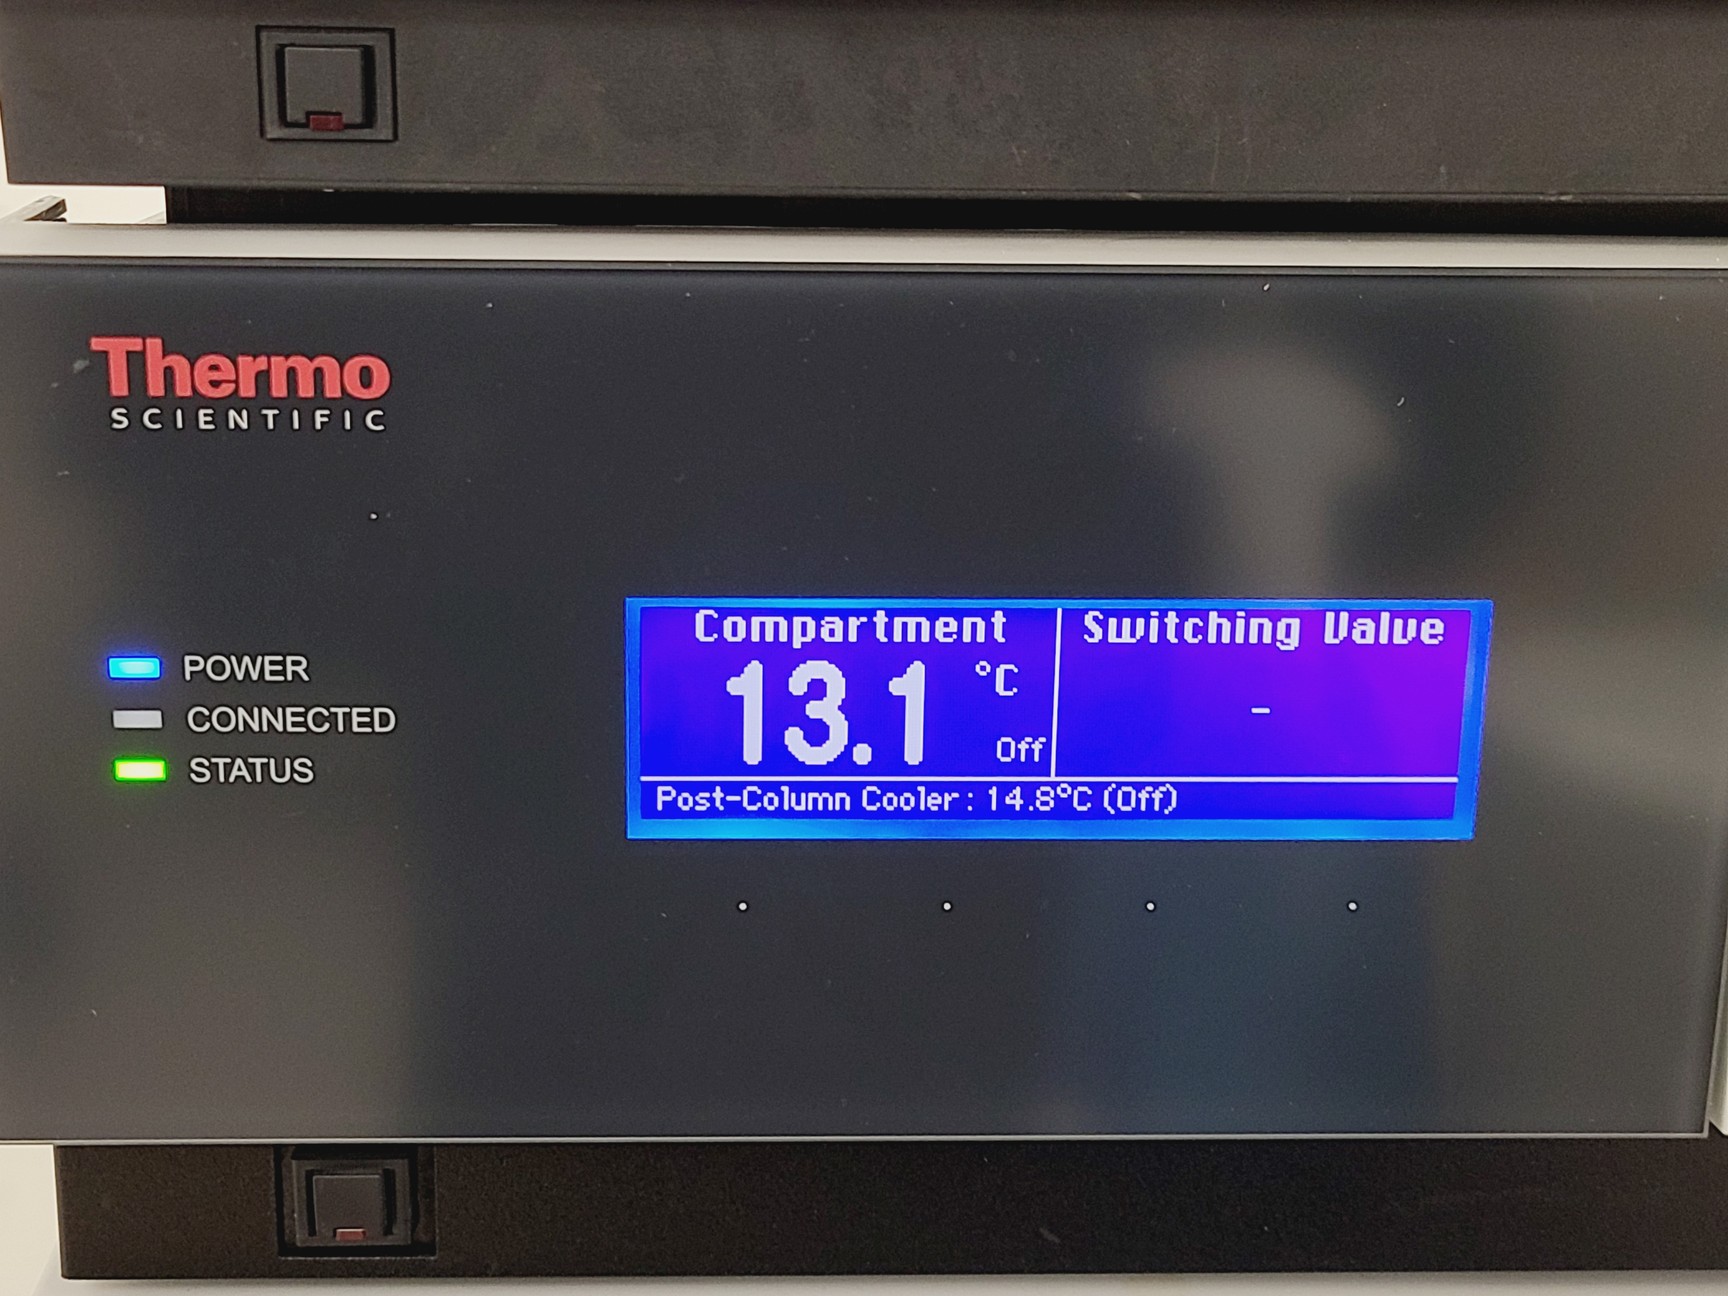 Thermo
SCIENTIFIC
POWER
CONNECTED
STATUS
Compartment
13.1 °C
Off
Switching Valve
-
Post-Column Cooler: 14.8°C (Off)